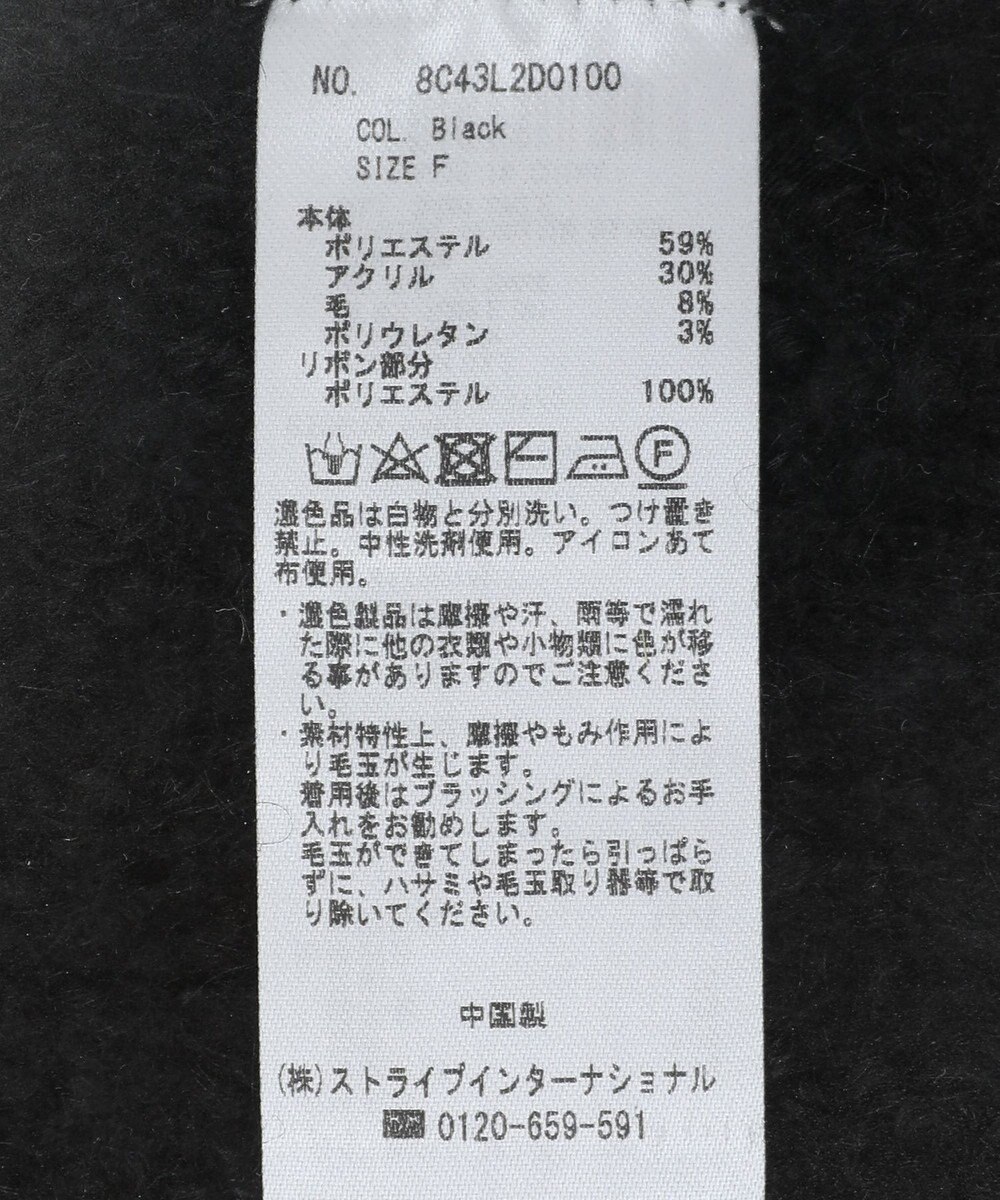 NO. 8C43L2D0100
COL. Black
SIZE F
本体
ポリエステル 59%
アクリル 30%
毛 8%
ポリウレタン 3%
リボン部分
ポリエステル 100%
F
濃色品は白物と分別洗い。つけ置き
禁止。中性洗剤使用。アイロンあて
布使用。
・濃色製品は摩擦や汗、雨等で濡れ
た際に他の衣類や小物類に色が移
る事がありますのでご注意くださ
い。
・素材特性上、摩擦やもみ作用によ
り毛玉が生じます。
着用後はブラッシングによるお手
入れをお勧めします。
毛玉ができてしまったら引っぱら
ずに、ハサミや毛玉取り器等で取
り除いてください。
中国製
(株)ストライプインターナショナル
0120-659-591